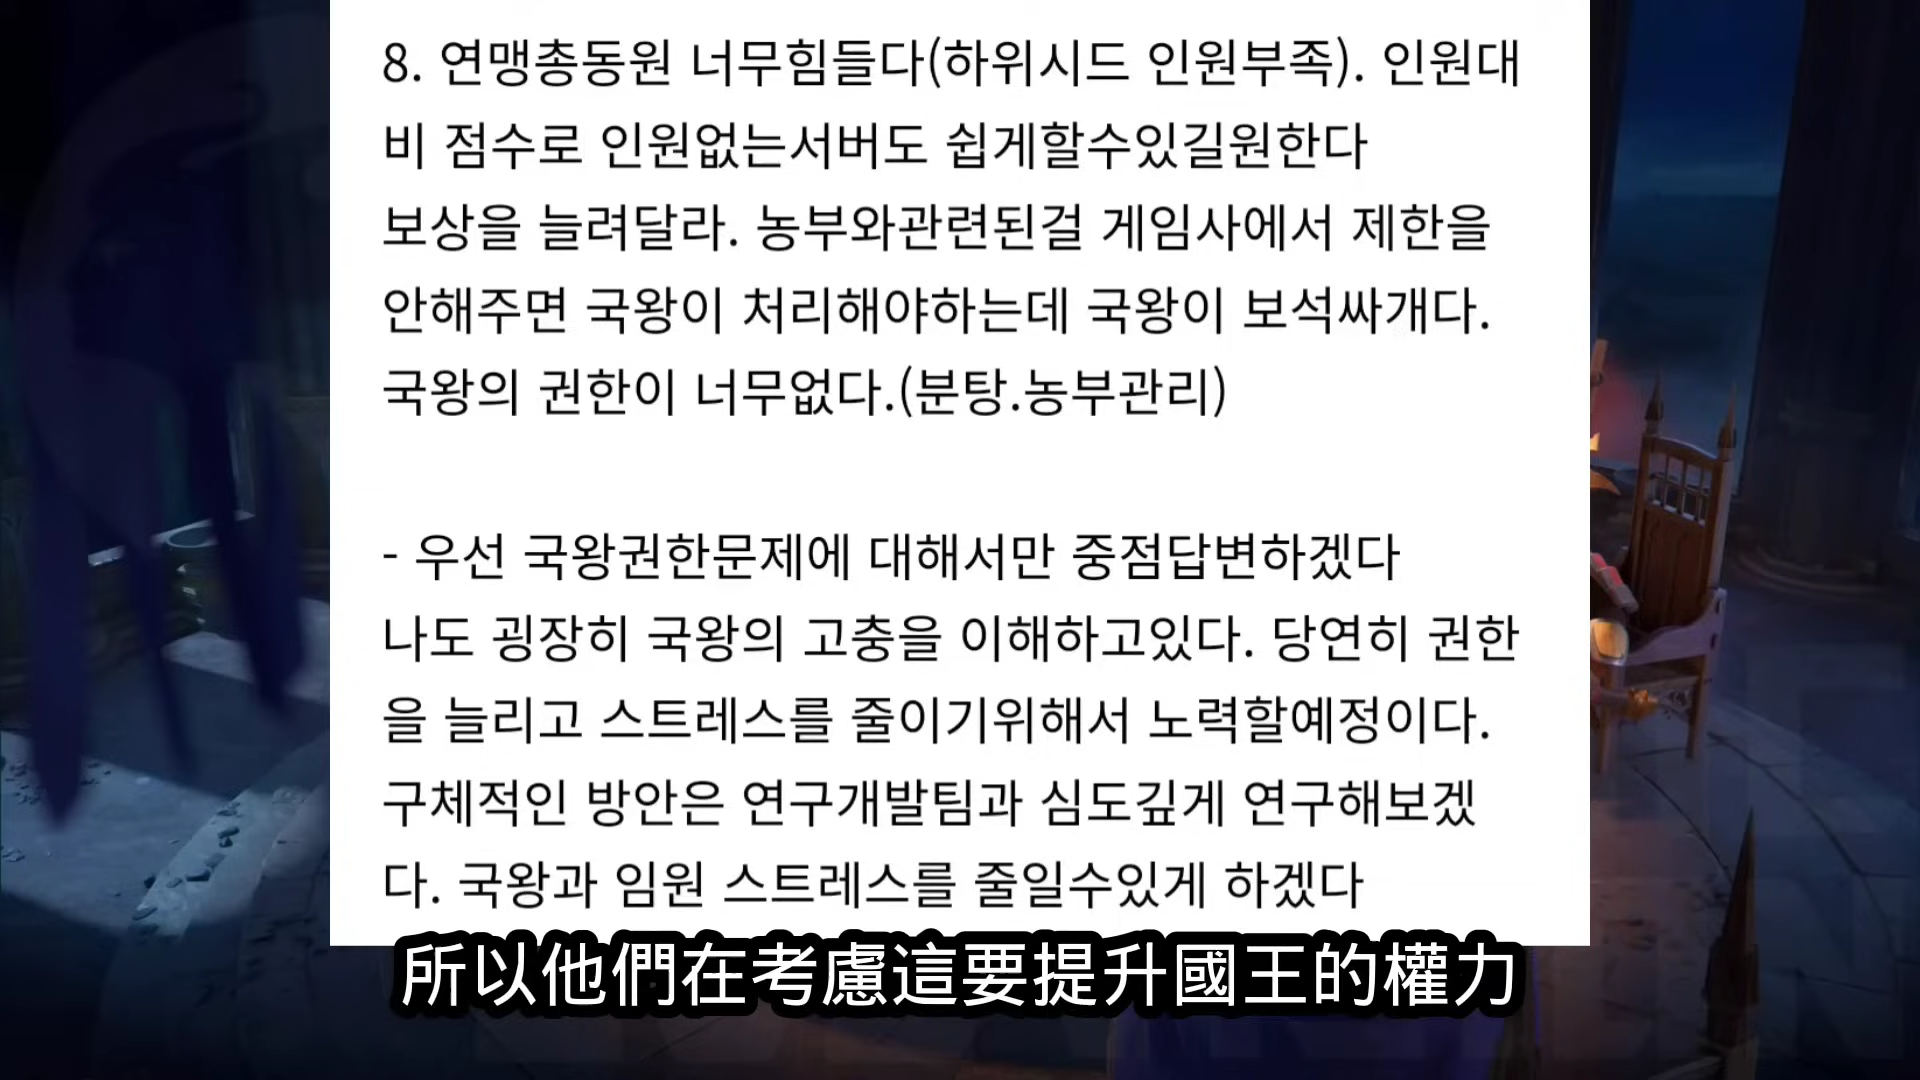 8. 연맹총동원 너무힘들다(하위시드 인원부족). 인원대
비 점수로 인원없는서버도 쉽게할수있길원한다
보상을 늘려달라. 농부와관련된걸 게임사에서 제한을
안해주면 국왕이 처리해야하는데 국왕이 보석싸개다.
국왕의 권한이 너무없다.(분탕.농부관리)
- 우선 국왕권한문제에 대해서만 중점답변하겠다
나도 굉장히 국왕의 고충을 이해하고있다. 당연히 권한
을 늘리고 스트레스를 줄이기위해서 노력할예정이다.
구체적인 방안은 연구개발팀과 심도깊게 연구해보겠
다. 국왕과 임원 스트레스를 줄일수있게 하겠다
所以他們在考慮這要提升國王的權力